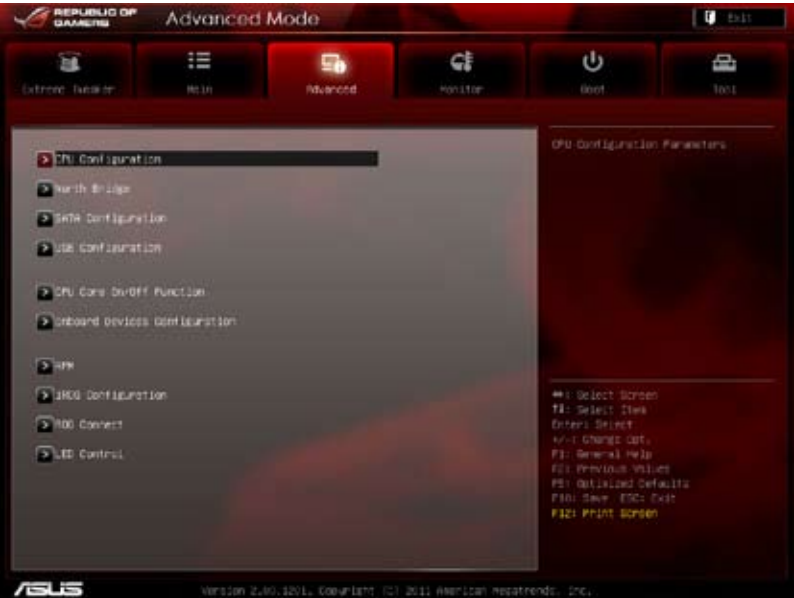 REPUBLIC OF GAMERS
Advanced Mode
Exit
Extreme Tweaker
Main
Advanced
Monitor
Boot
Tool
CPU Configuration
North Bridge
SATA Configuration
USB Configuration
CPU Core On/Off Function
Onboard Devices Configuration
APM
iROG Configuration
ROG Connect
LED Control
CPU Configuration Parameters
→←: Select Screen
↑↓: Select Item
Enter: Select
+/-: Change Opt.
F1: General Help
F2: Previous Values
F5: Optimized Defaults
F10: Save ESC: Exit
F12: Print Screen
ASUS
Version 2.00.1201. Copyright (C) 2011 American Megatrends, Inc.